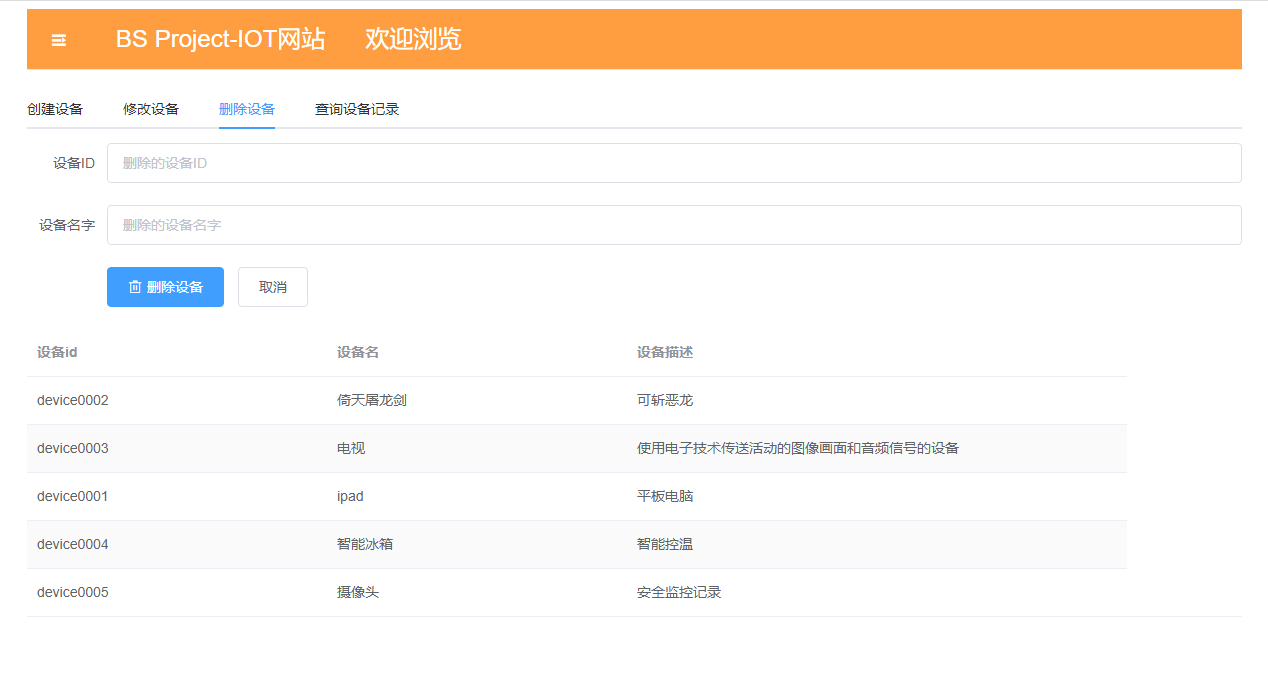 BS Project-IOT网站 欢迎浏览
创建设备 修改设备 删除设备 查询设备记录
设备ID 删除的设备ID
设备名字 删除的设备名字
删除设备 取消
设备id 设备名 设备描述
device0002 倚天屠龙剑 可斩恶龙
device0003 电视 使用电子技术传送活动的图像画面和音频信号的设备
device0001 ipad 平板电脑
device0004 智能冰箱 智能控温
device0005 摄像头 安全监控记录